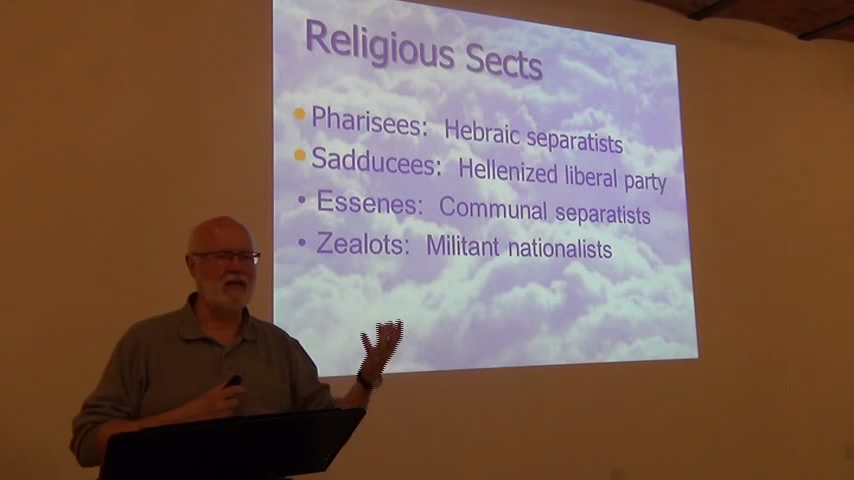 Religious Sects
• Pharisees: Hebraic separatists
• Sadducees: Hellenized liberal party
• Essenes: Communal separatists
• Zealots: Militant nationalists